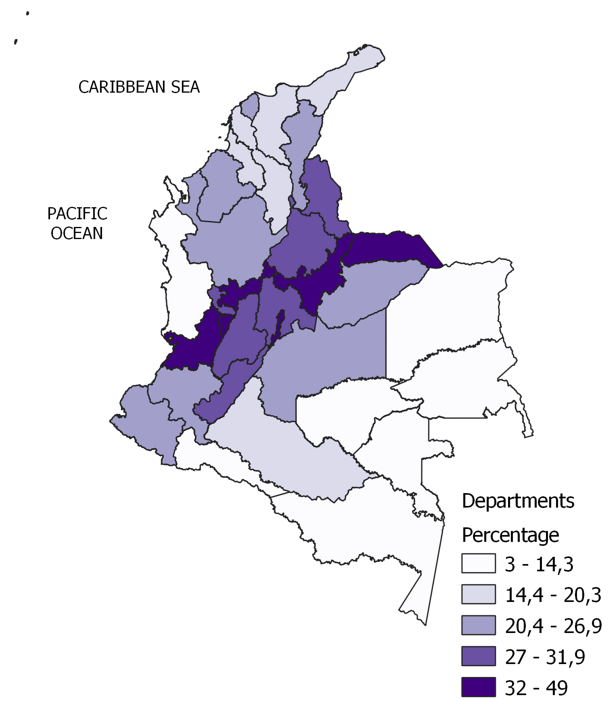 CARIBBEAN SEA
PACIFIC
OCEAN
Departments
Percentage
3 - 14,3
14,4 - 20,3
20,4 - 26,9
27 - 31,9
32 - 49